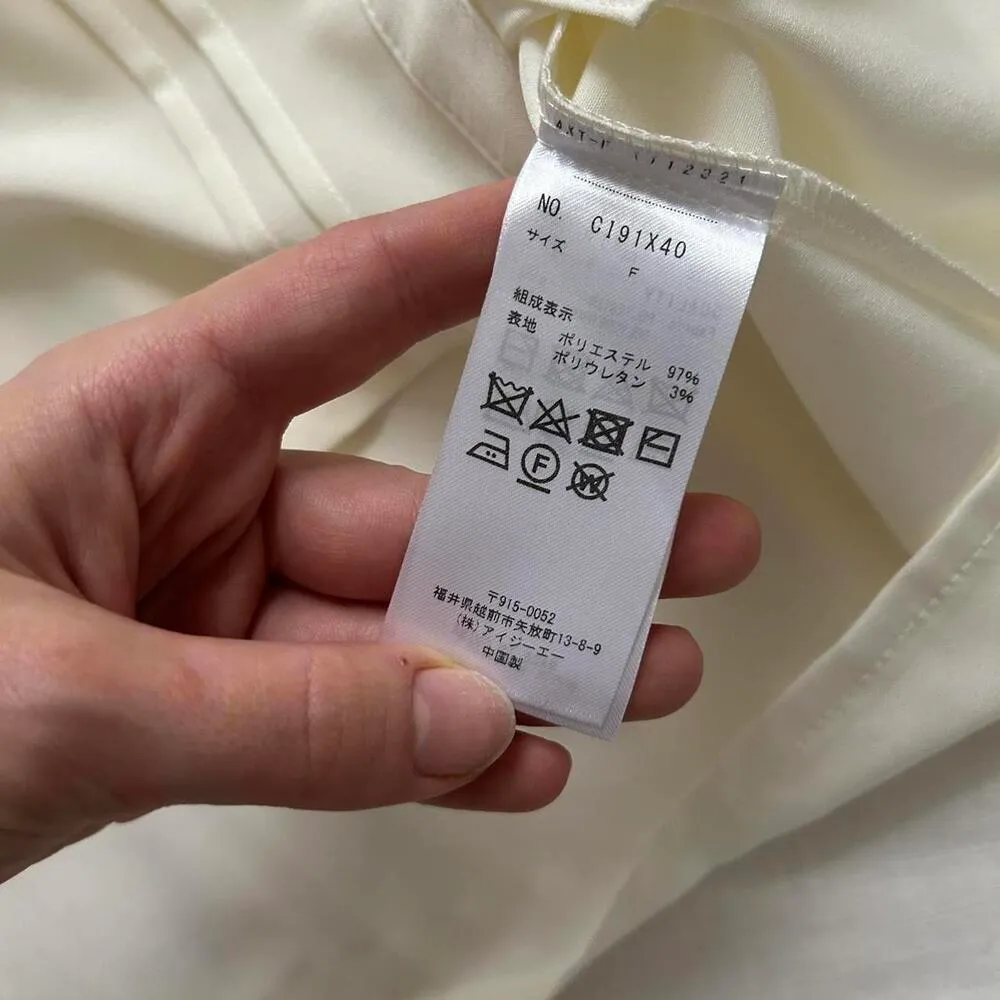 NO. CI91X40
サイズ F
組成表示
表地 ポリエステル 97%
ポリウレタン 3%
F
W
〒915-0052
福井県越前市矢放町13-8-9
(株)アイジーエー
中国製